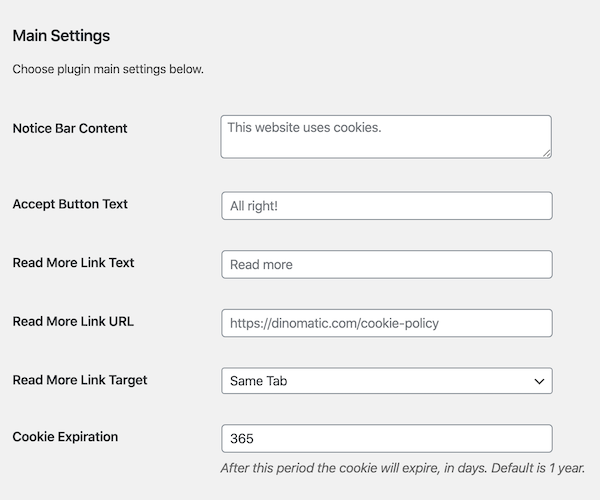 Main Settings
Choose plugin main settings below.
Notice Bar Content
This website uses cookies.
Accept Button Text
All right!
Read More Link Text
Read more
Read More Link URL
https://dinomatic.com/cookie-policy
Read More Link Target
Same Tab
Cookie Expiration
365
After this period the cookie will expire, in days. Default is 1 year.